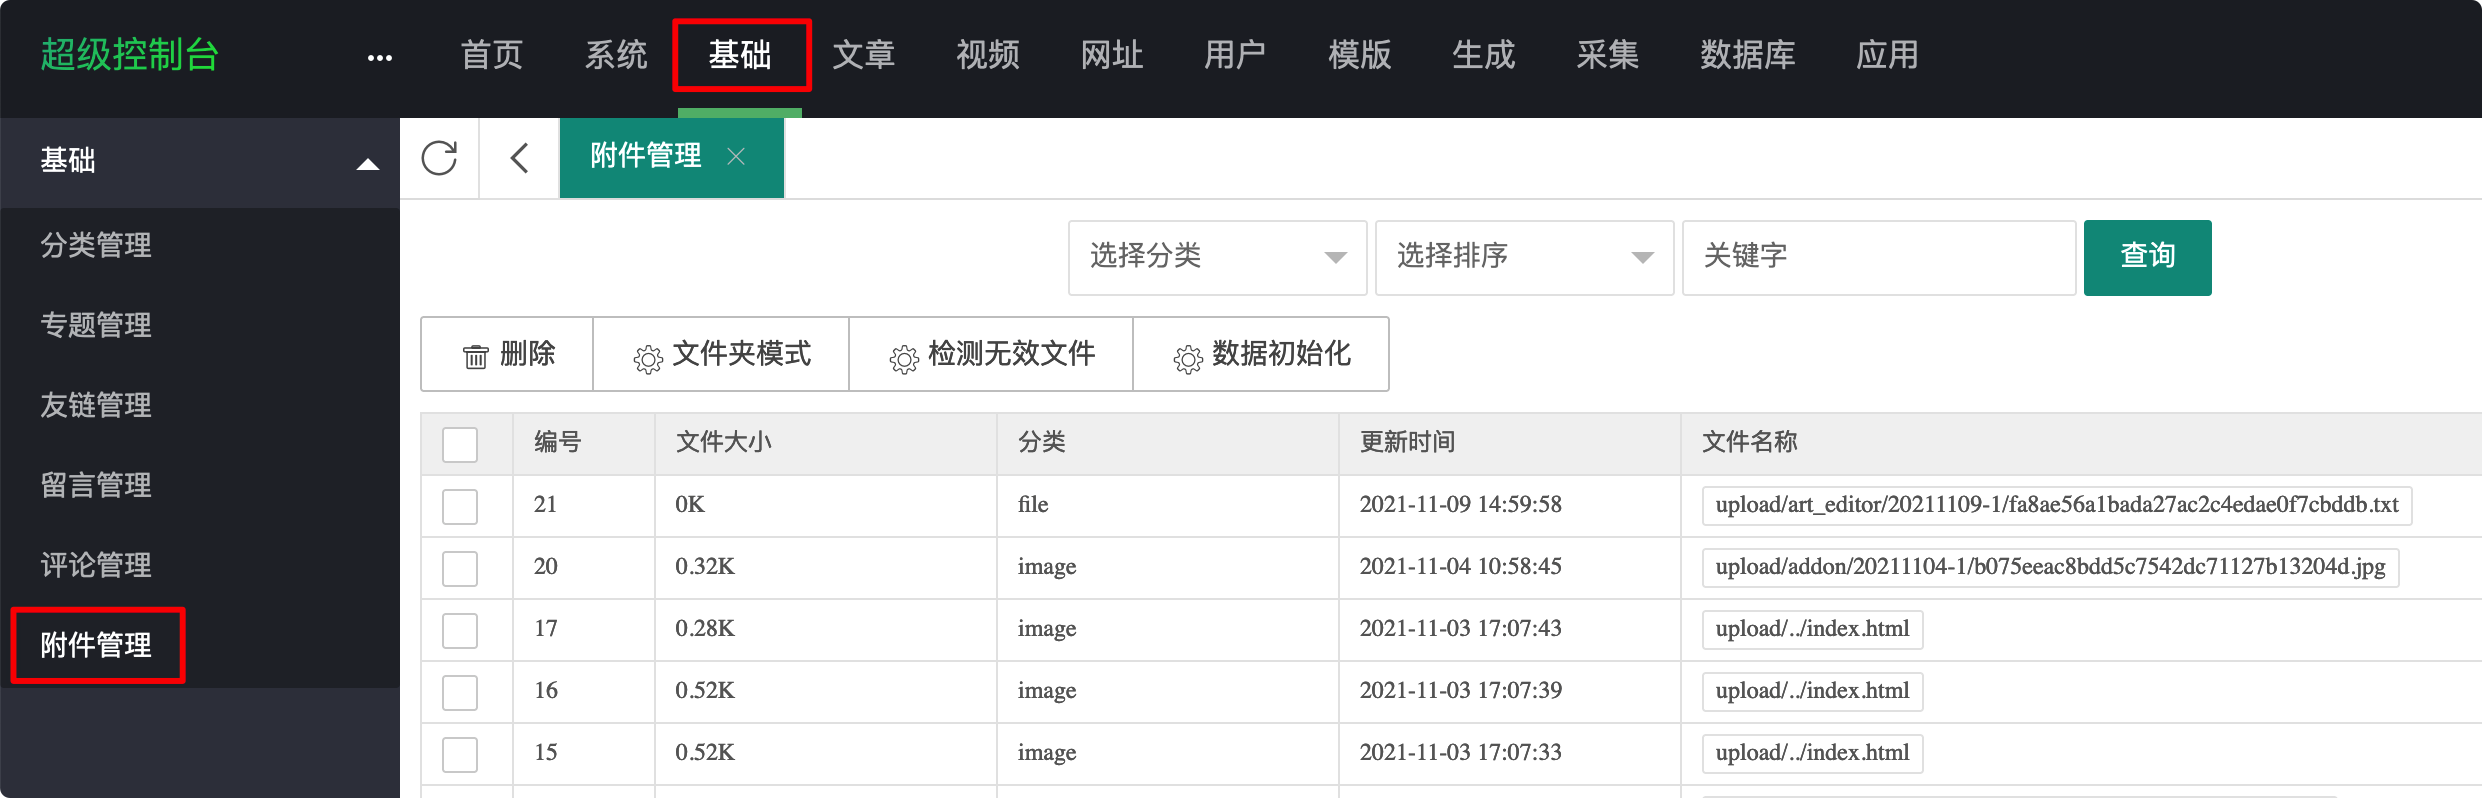 超级控制台 ••• 首页 系统 基础 文章 视频 网址 用户 模版 生成 采集 数据库 应用
基础
分类管理
专题管理
友链管理
留言管理
评论管理
附件管理
附件管理
选择分类 选择排序 关键字 查询
删除 文件夹模式 检测无效文件 数据初始化
编号 文件大小 分类 更新时间 文件名称
21 0K file 2021-11-09 14:59:58 upload/art_editor/20211109-1/fa8ae56a1bada27ac2c4edae0f7cbddb.txt
20 0.32K image 2021-11-04 10:58:45 upload/addon/20211104-1/b075eeac8bdd5c7542dc71127b13204d.jpg
17 0.28K image 2021-11-03 17:07:43 upload/../index.html
16 0.52K image 2021-11-03 17:07:39 upload/../index.html
15 0.52K image 2021-11-03 17:07:33 upload/../index.html